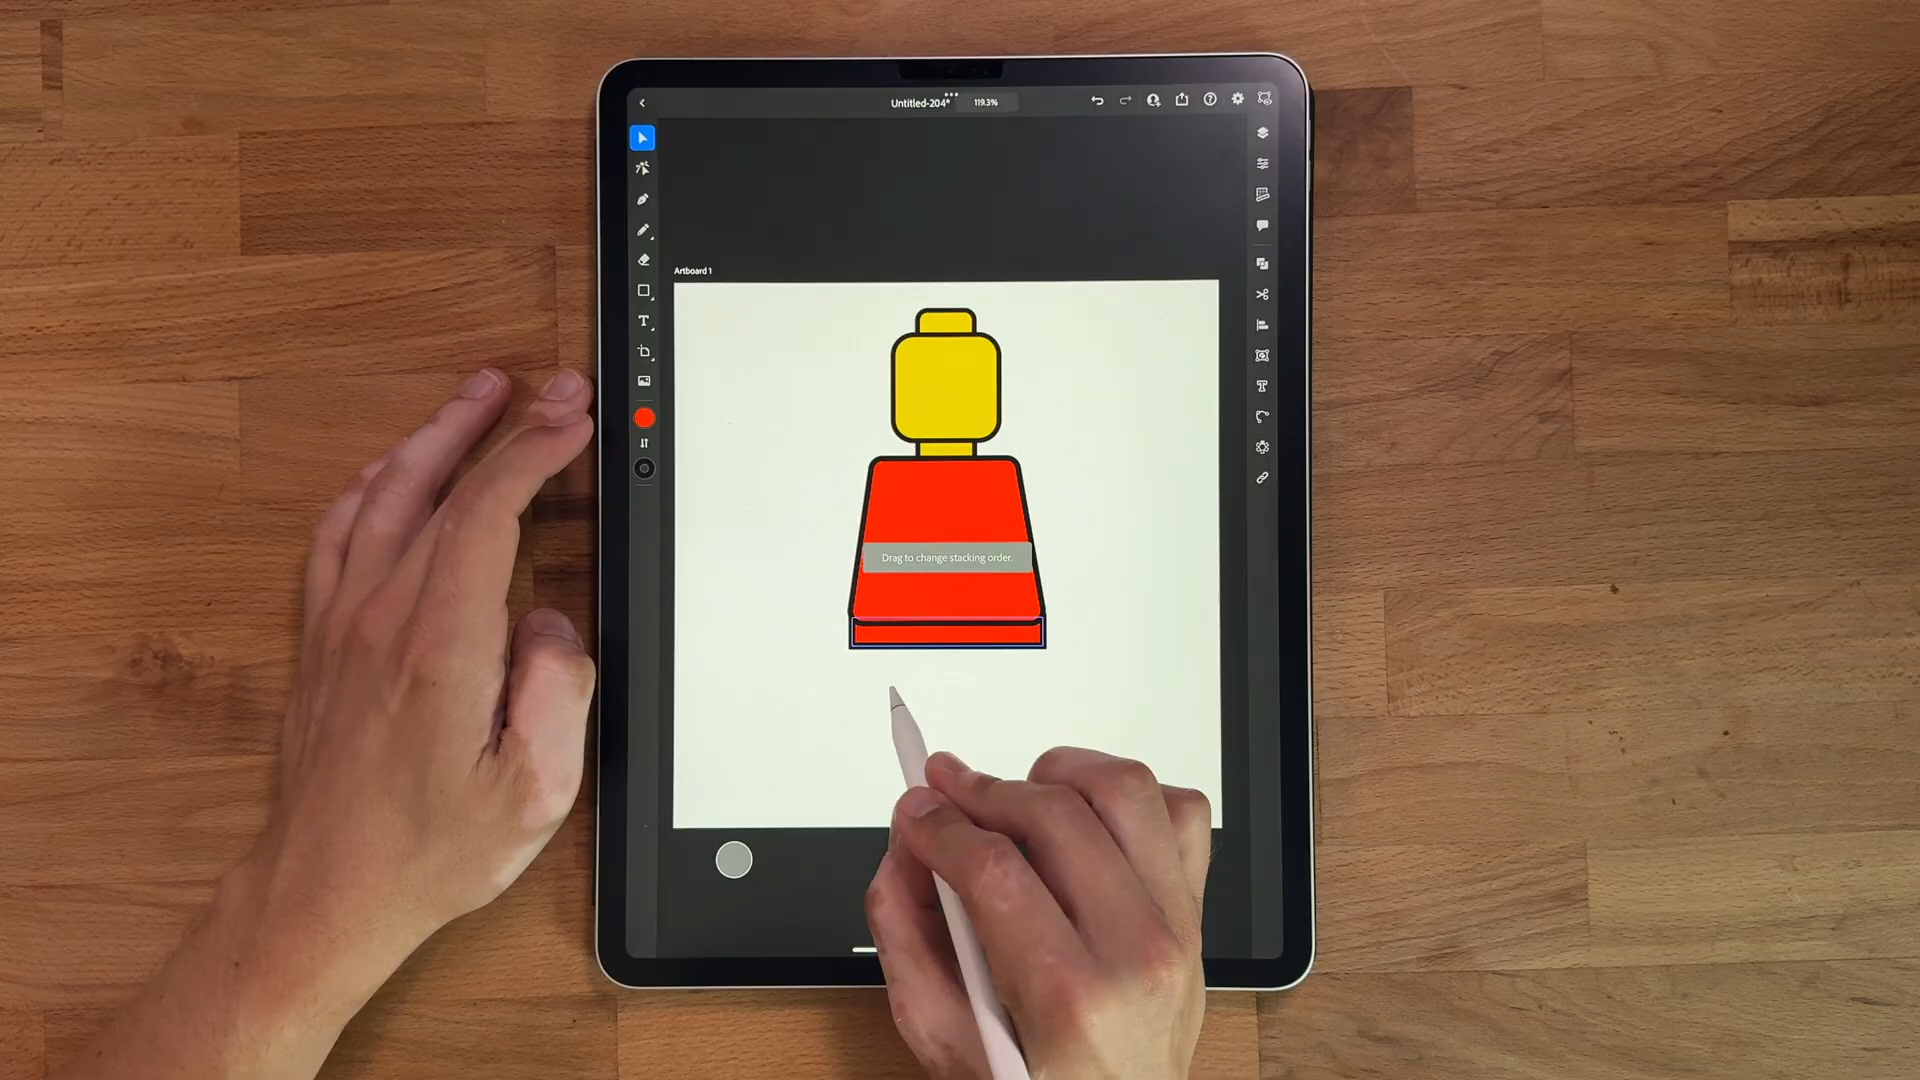 Untitled-204*
119.3%
Artboard 1
Drag to change stacking order.